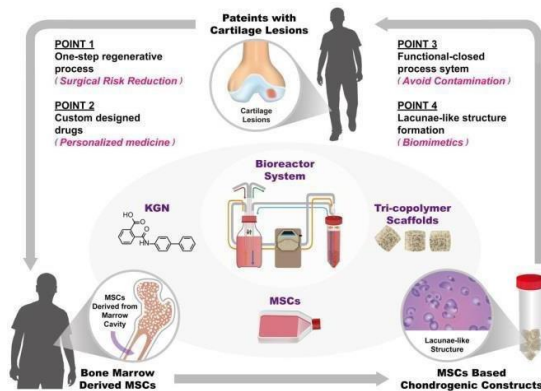 Pateints with
Cartilage Lesions
POINT 1
One-step regenerative
process
(Surgical Risk Reduction)
POINT 2
Custom designed
drugs
(Personalized medicine)
Cartilage
Lesions
POINT 3
Functional-closed
process sytem
(Avoid Contamination)
POINT 4
Lacunae-like structure
formation
(Biomimetics)
Bioreactor
System
KGN
HO
O
O
N
H
Tri-copolymer
Scaffolds
MSCs
MSCs
Derived from
Marrow
Cavity
Bone Marrow
Derived MSCs
Lacunae-like
Structure
MSCs Based
Chondrogenic Constructs